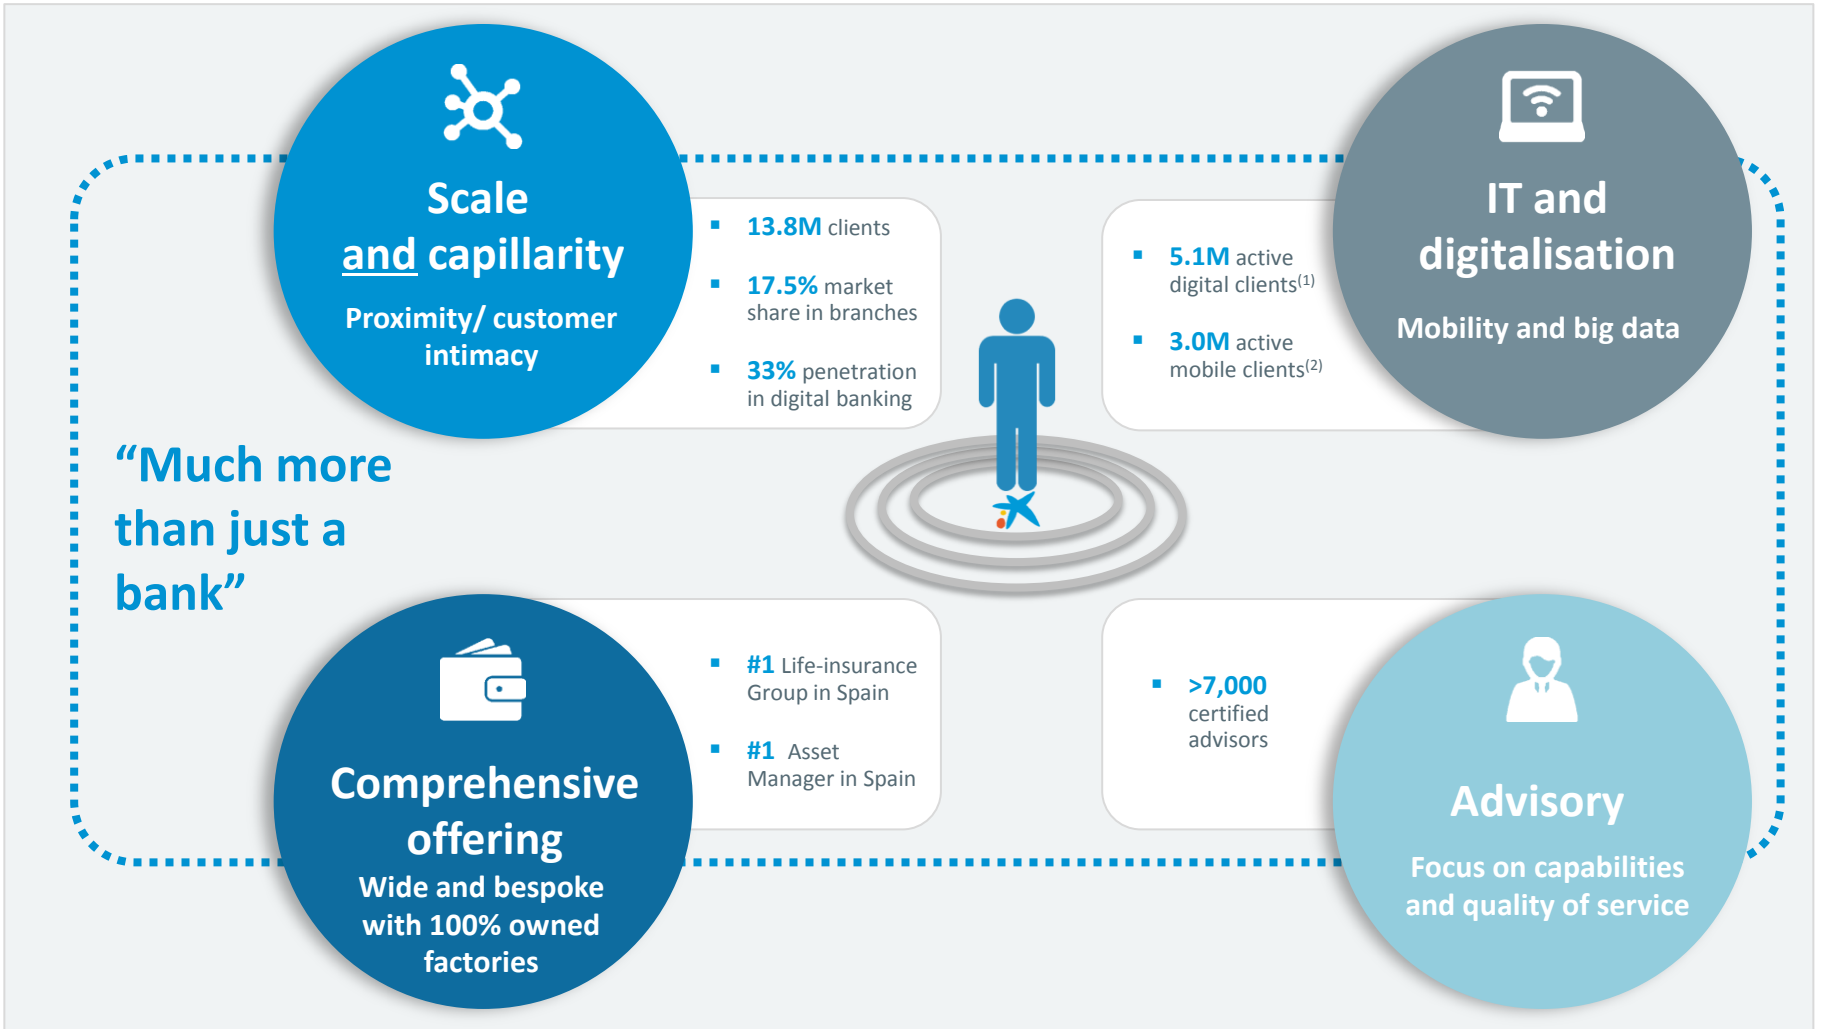 Scale
and capillarity
Proximity/ customer
intimacy
▪ 13.8M clients
▪ 17.5% market
share in branches
▪ 33% penetration
in digital banking
▪ 5.1M active
digital clients(1)
▪ 3.0M active
mobile clients(2)
IT and
digitalisation
Mobility and big data
“Much more
than just a
bank”
Comprehensive
offering
Wide and bespoke
with 100% owned
factories
▪ #1 Life-insurance
Group in Spain
▪ #1 Asset
Manager in Spain
▪ >7,000
certified
advisors
Advisory
Focus on capabilities
and quality of service